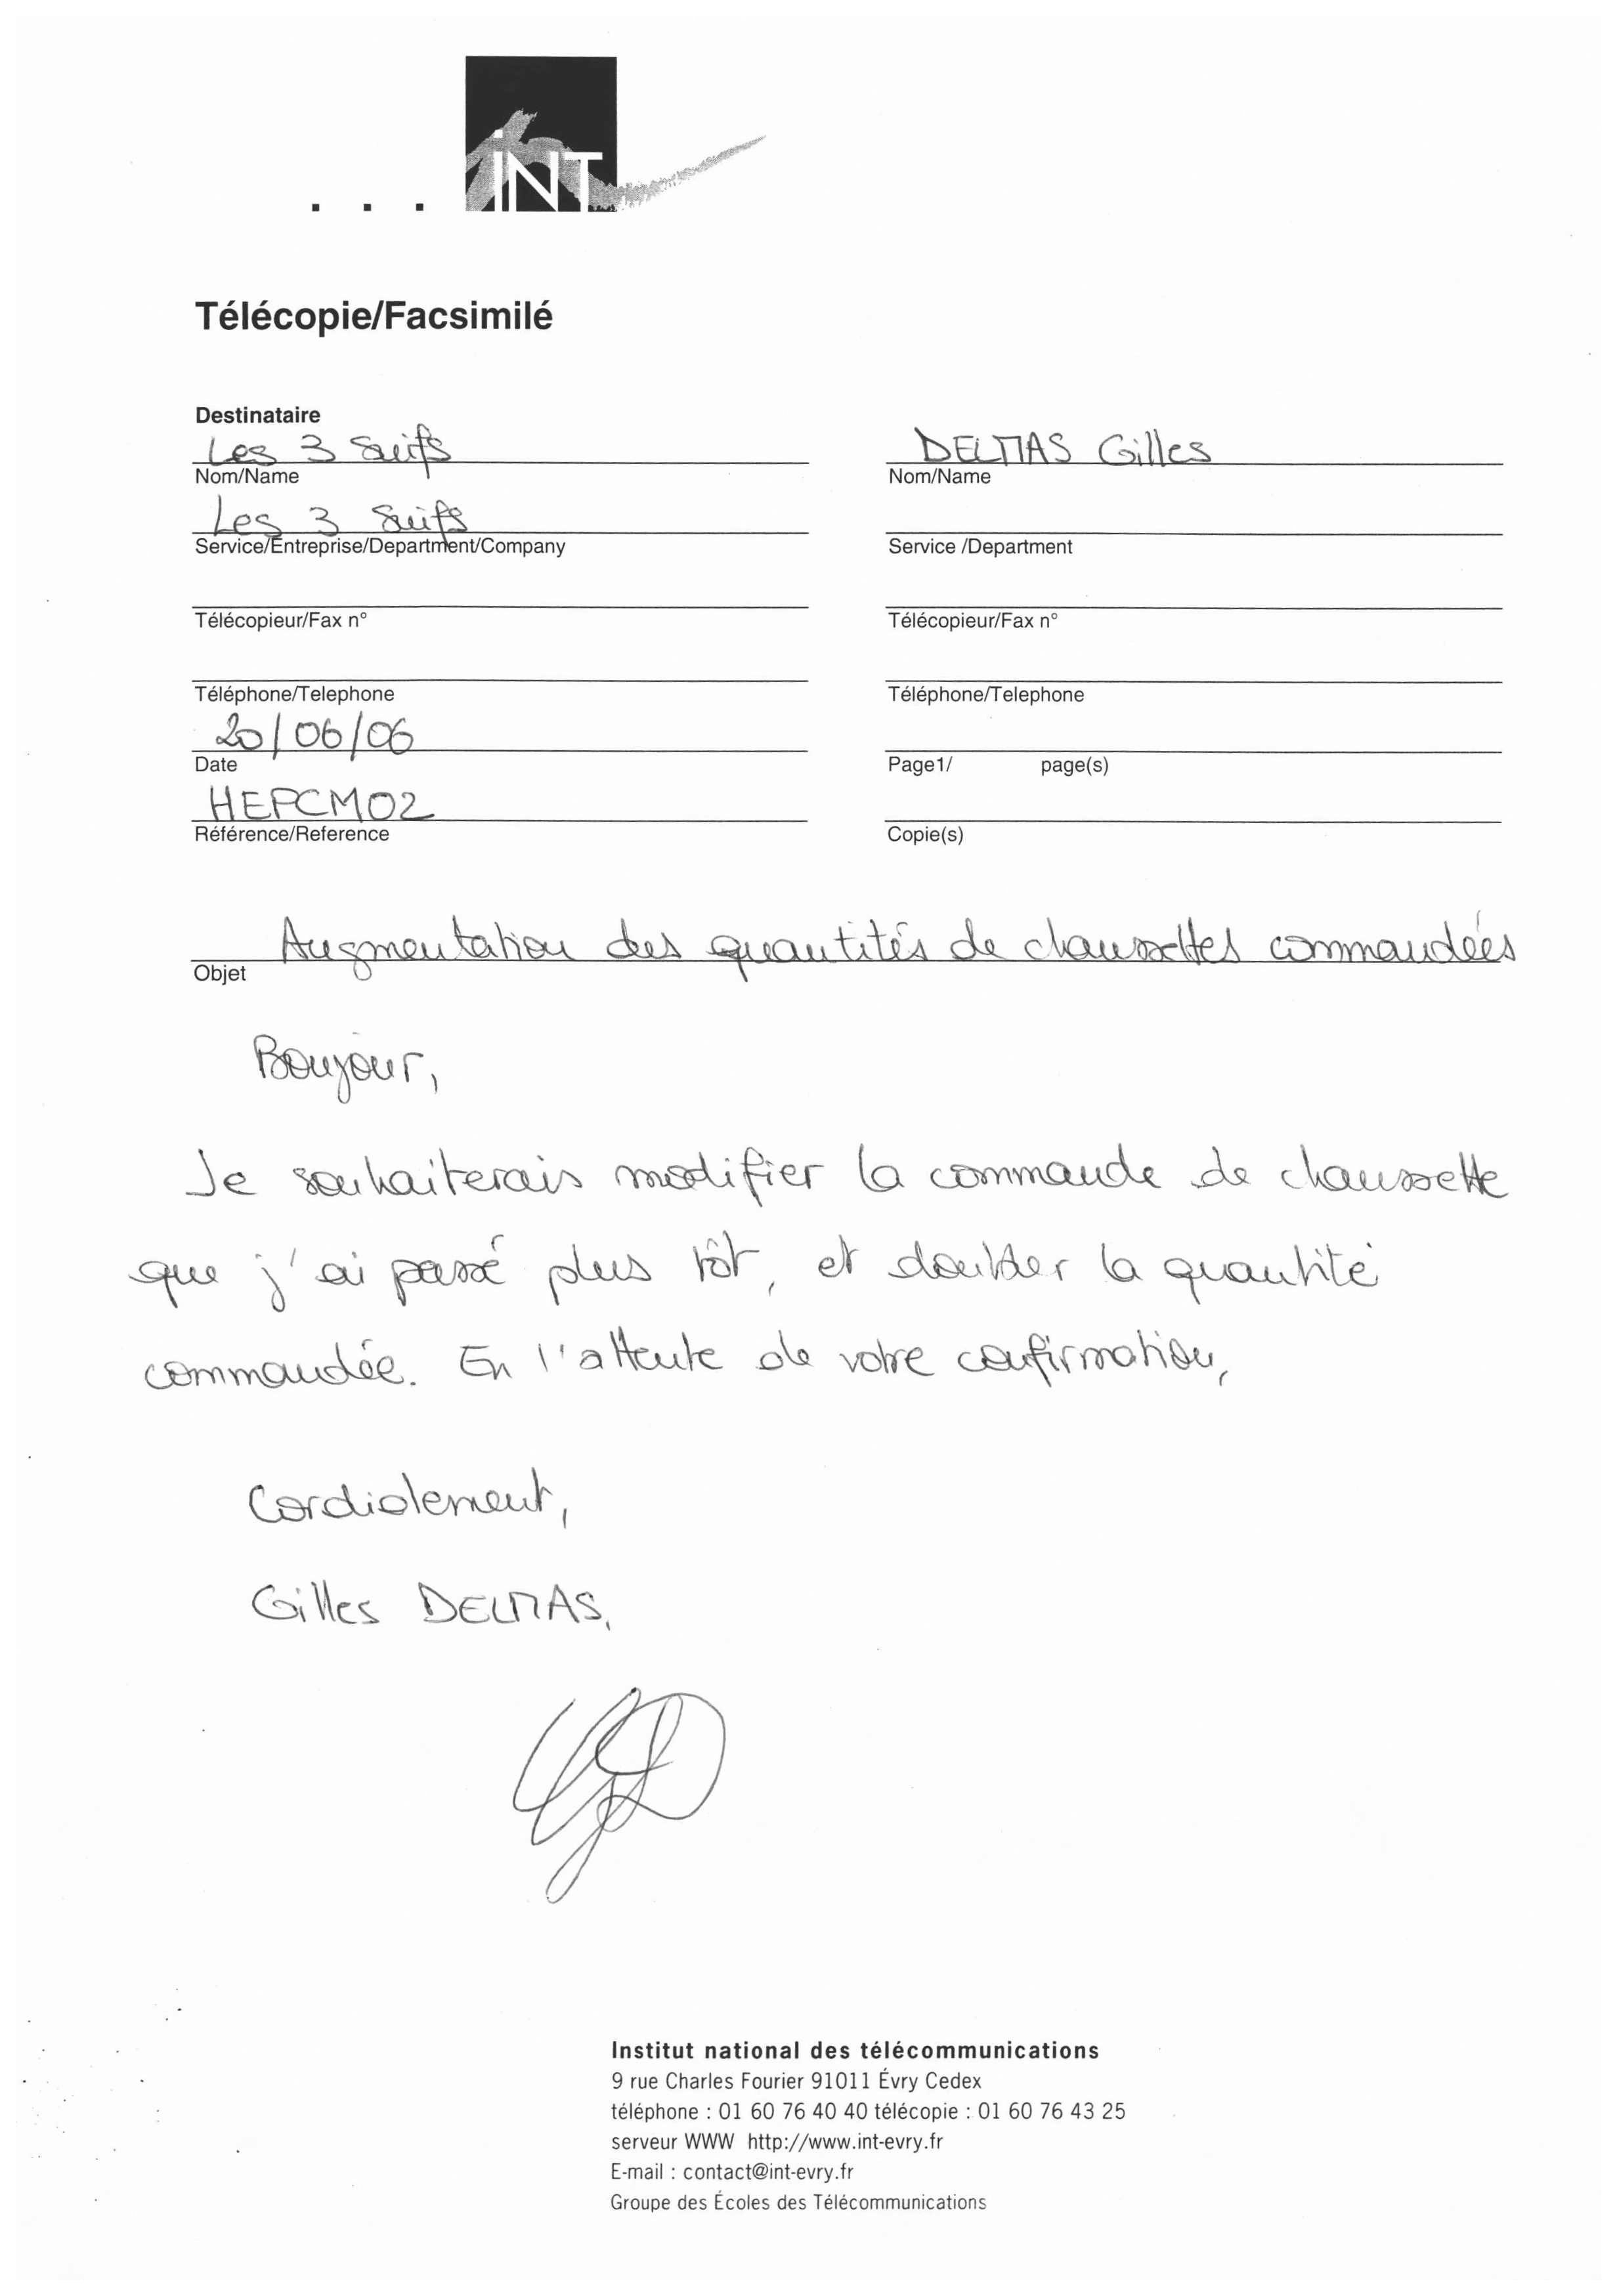 ... iNT
Télécopie/Facsimilé
Destinataire
Les 3 Suifs
Nom/Name
Les 3 Suifs
Service/Entreprise/Department/Company
Télécopieur/Fax n°
Téléphone/Telephone
20/06/06
Date
HEPCM02
Référence/Reference
DELMAS Gilles
Nom/Name
Service /Department
Télécopieur/Fax n°
Téléphone/Telephone
Page1/ page(s)
Copie(s)
Augmentation des quantités de chaussettes commandées
Objet
Bonjour,
Je souhaiterais modifier la commande de chaussette
que j'ai passé plus tôt, et doubler la quantité
commandée. En l'attente de votre confirmation,
Cordialement,
Gilles DELMAS,
Institut national des télécommunications
9 rue Charles Fourier 91011 Évry Cedex
téléphone : 01 60 76 40 40 télécopie : 01 60 76 43 25
serveur WWW http://www.int-evry.fr
E-mail : contact@int-evry.fr
Groupe des Écoles des Télécommunications